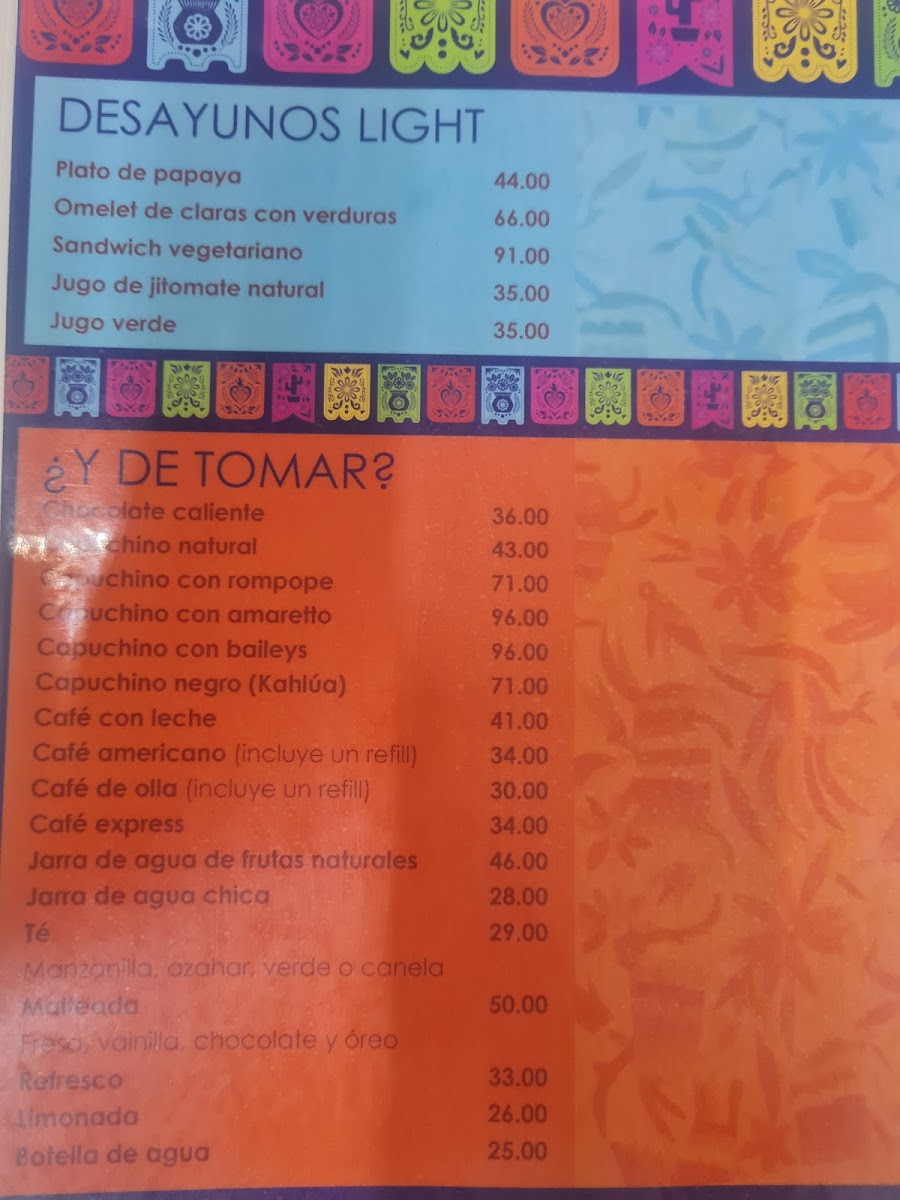 DESAYUNOS LIGHT
Plato de papaya 44.00
Omelet de claras con verduras 66.00
Sandwich vegetariano 91.00
Jugo de jitomate natural 35.00
Jugo verde 35.00
¿Y DE TOMAR?
Chocolate caliente 36.00
Capuchino natural 43.00
Capuchino con rompope 71.00
Capuchino con amaretto 96.00
Capuchino con baileys 96.00
Capuchino negro (Kahlúa) 71.00
Café con leche 41.00
Café americano (incluye un refill) 34.00
Café de olla (incluye un refill) 30.00
Café express 34.00
Jarra de agua de frutas naturales 46.00
Jarra de agua chica 28.00
Té 29.00
Manzanilla, azahar, verde o canela
Malteada 50.00
Fresa, vainilla, chocolate y óreo
Refresco 33.00
Limonada 26.00
Botella de agua 25.00